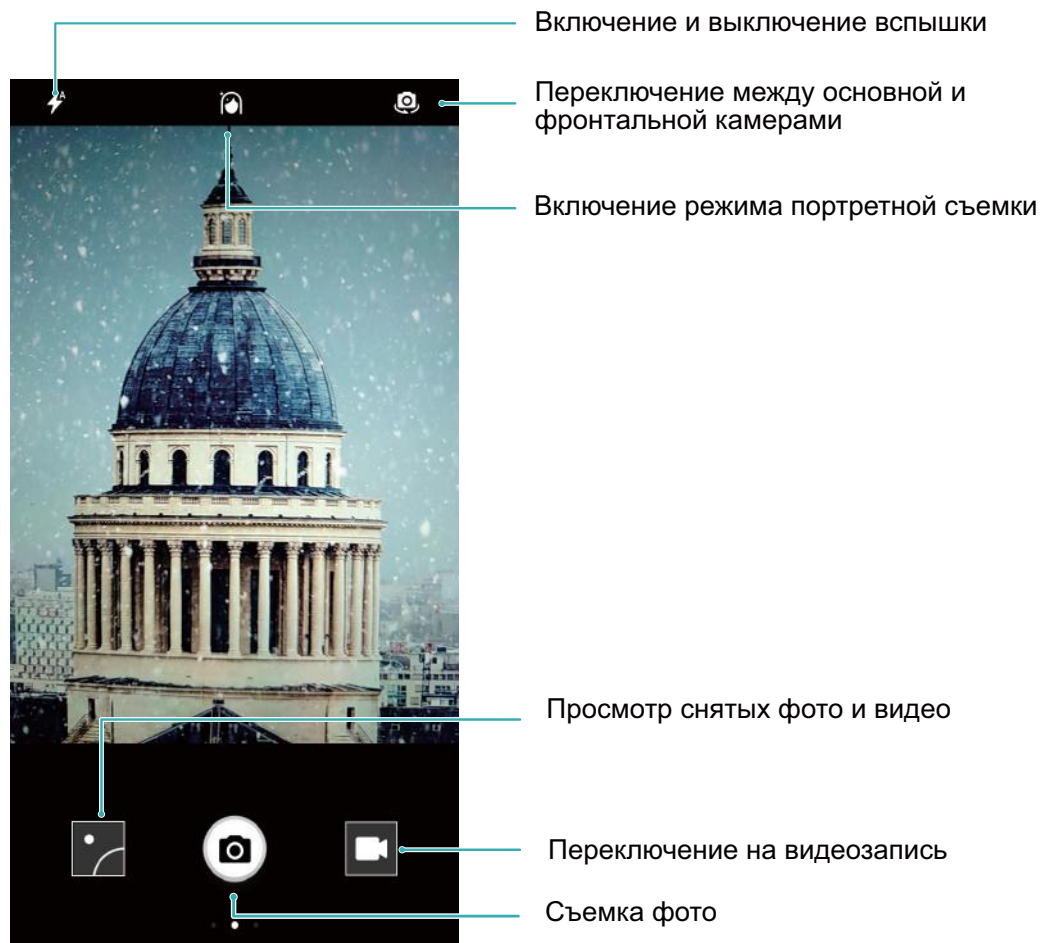 Включение и выключение вспышки
Переключение между основной и
фронтальной камерами
Включение режима портретной съемки
Просмотр снятых фото и видео
Переключение на видеозапись
Съемка фото